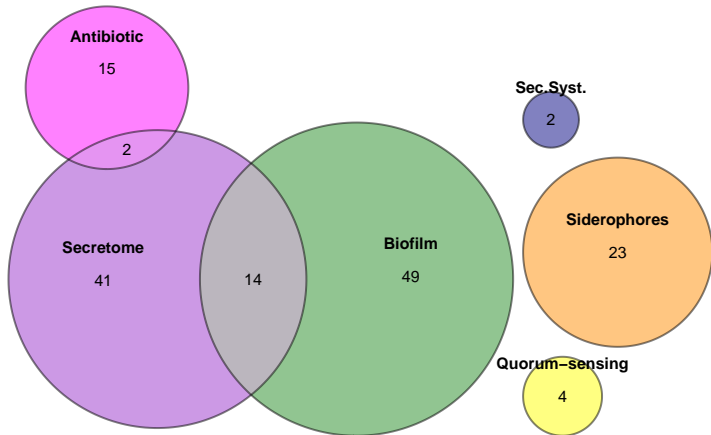 Antibiotic
15
Sec.Syst.
2
2
Siderophores
23
Secretome
41
14
Biofilm
49
Quorum−sensing
4